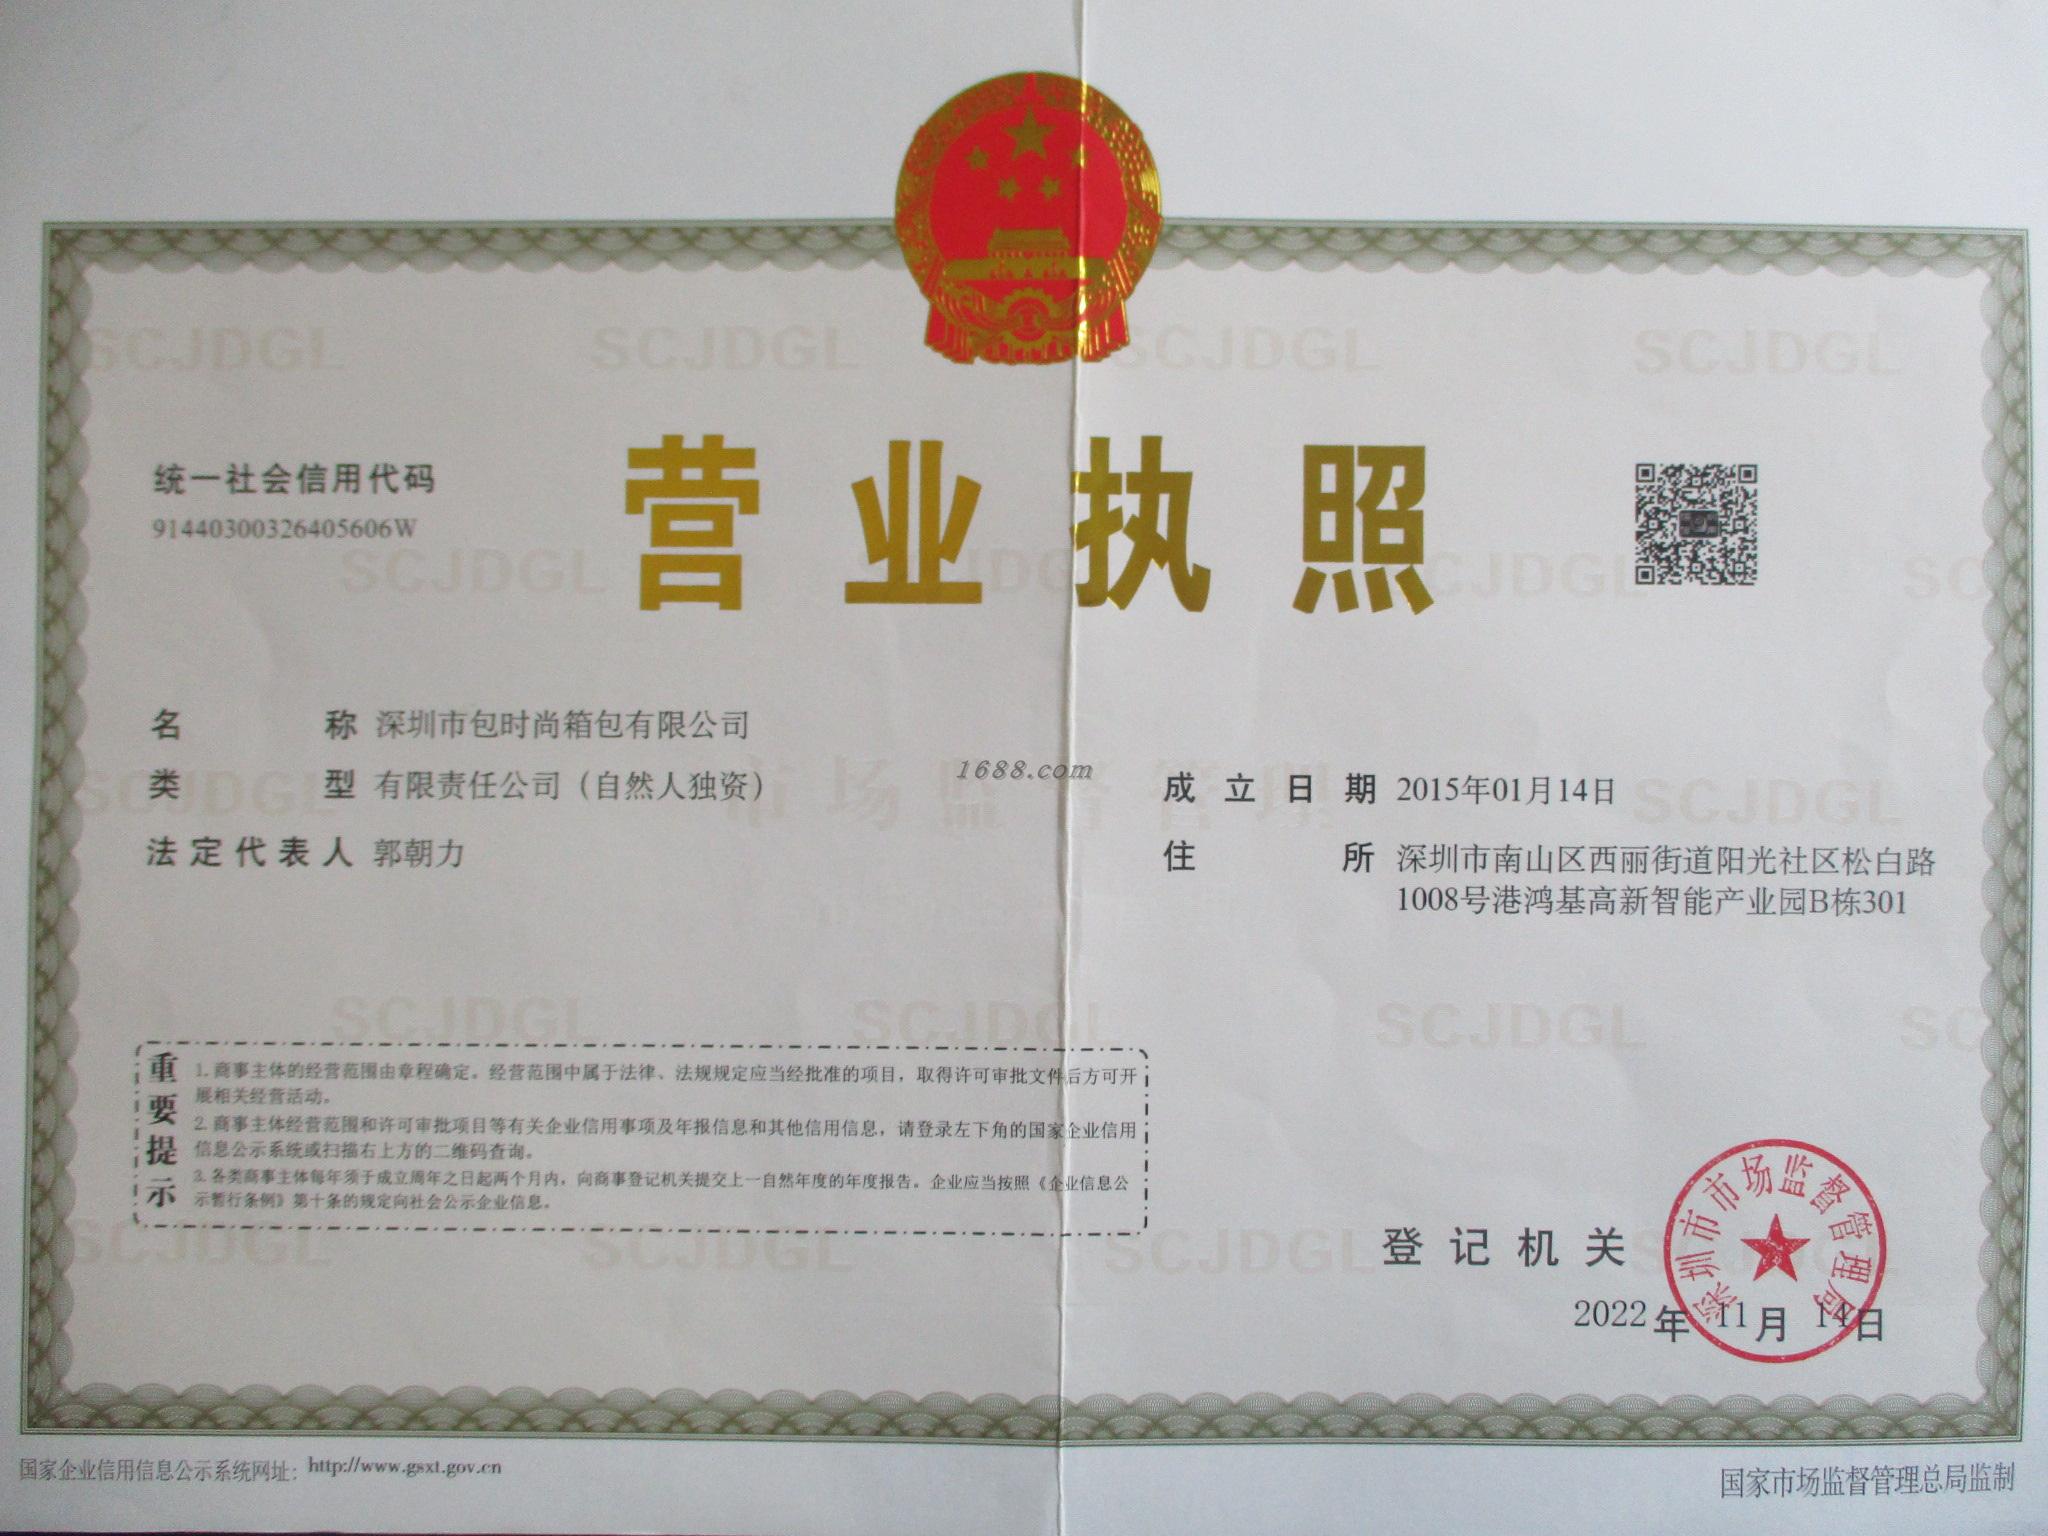 营业执照
统一社会信用代码
914403003264056​06W
名称 深圳市包时尚箱包有限公司
类型 有限责任公司（自然人独资）
法定代表人 郭朝力
1688.com
成立日期 2015年01月14日
住所 深圳市南山区西丽街道阳光社区松白路
1008号港鸿基高新智能产业园B栋301
重要提示
1. 商事主体的经营范围由章程确定。经营范围中属于法律、法规规定应当经批准的项目，取得许可审批文件后方可开
展相关经营活动。
2. 商事主体经营范围和许可审批项目等有关企业信用事项及年报信息和其他信用信息，请登录左下角的国家企业信用
信息公示系统或扫描右上方的二维码查询。
3. 各类商事主体每年须于成立周年之日起两个月内，向商事登记机关提交上一自然年度的年度报告。企业应当按照《企业信息公
示暂行条例》第十条的规定向社会公示企业信息。
登记机关
深圳市市场监督管理局
2022年11月14日
国家企业信用信息公示系统网址：http://www.gsxt.gov.cn
国家市场监督管理总局监制
SCJDGL
市场监督管理